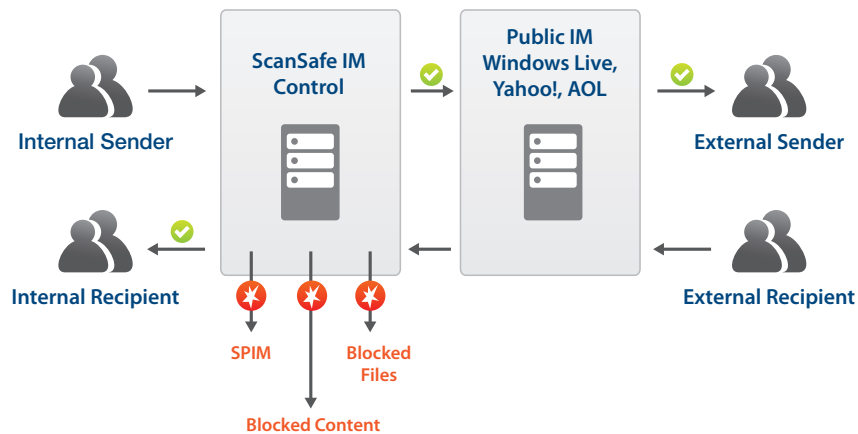 ScanSafe IM
Control
Public IM
Windows Live,
Yahoo!, AOL
Internal Sender
External Sender
Internal Recipient
External Recipient
SPIM
Blocked
Files
Blocked Content